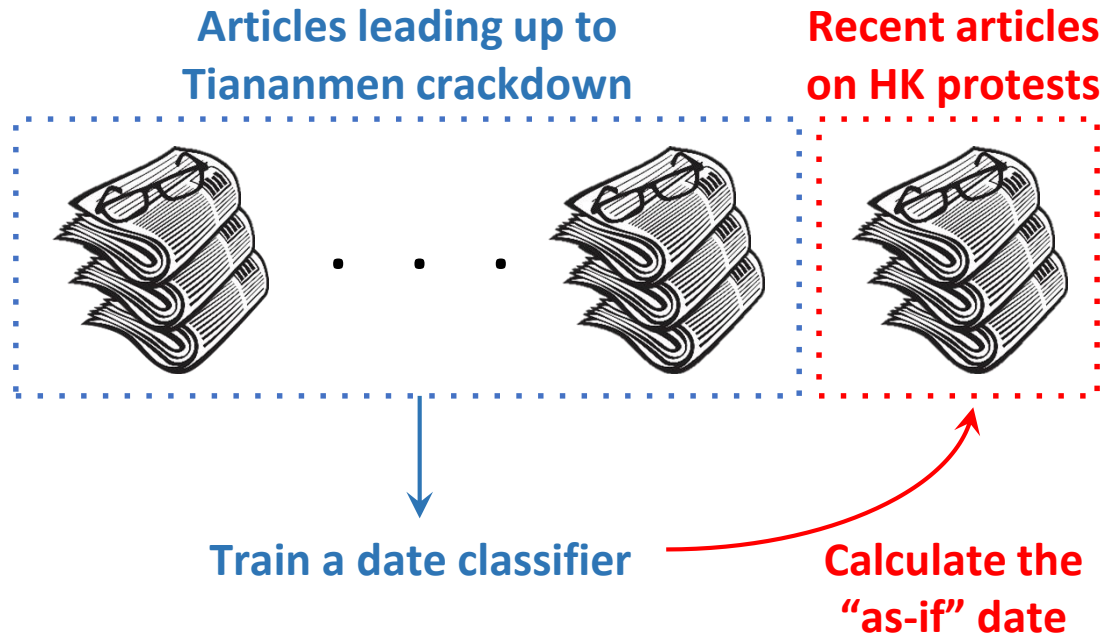 Articles leading up to
Tiananmen crackdown
Recent articles
on HK protests
. . .
Train a date classifier
Calculate the
“as-if” date